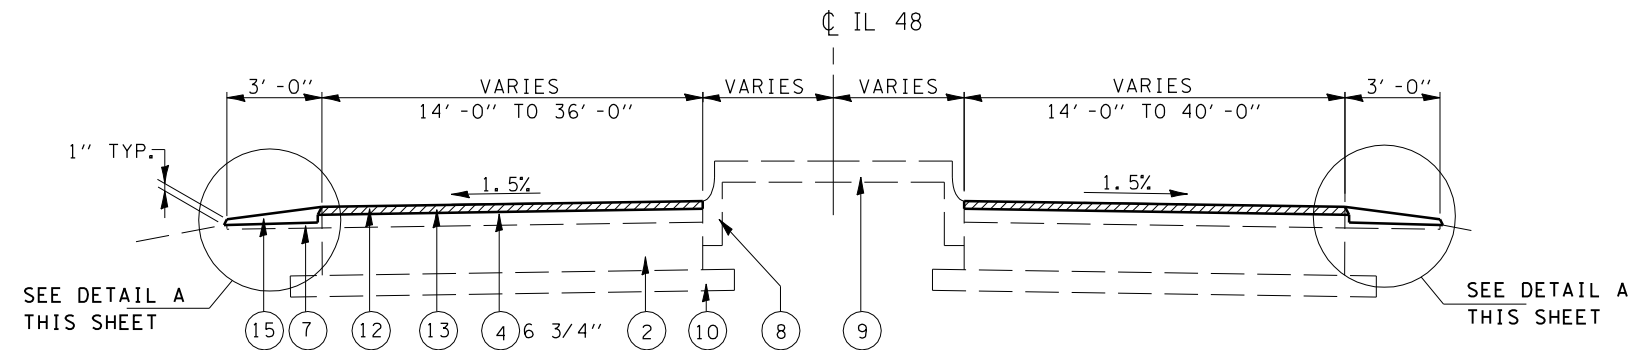 ℄ IL 48
3'-0" VARIES VARIES VARIES VARIES 3'-0"
14'-0" TO 36'-0" 14'-0" TO 40'-0"
1" TYP.
1.5% 1.5%
SEE DETAIL A
THIS SHEET
SEE DETAIL A
THIS SHEET
15 7 12 13 4 6 3/4" 2 10 8 9